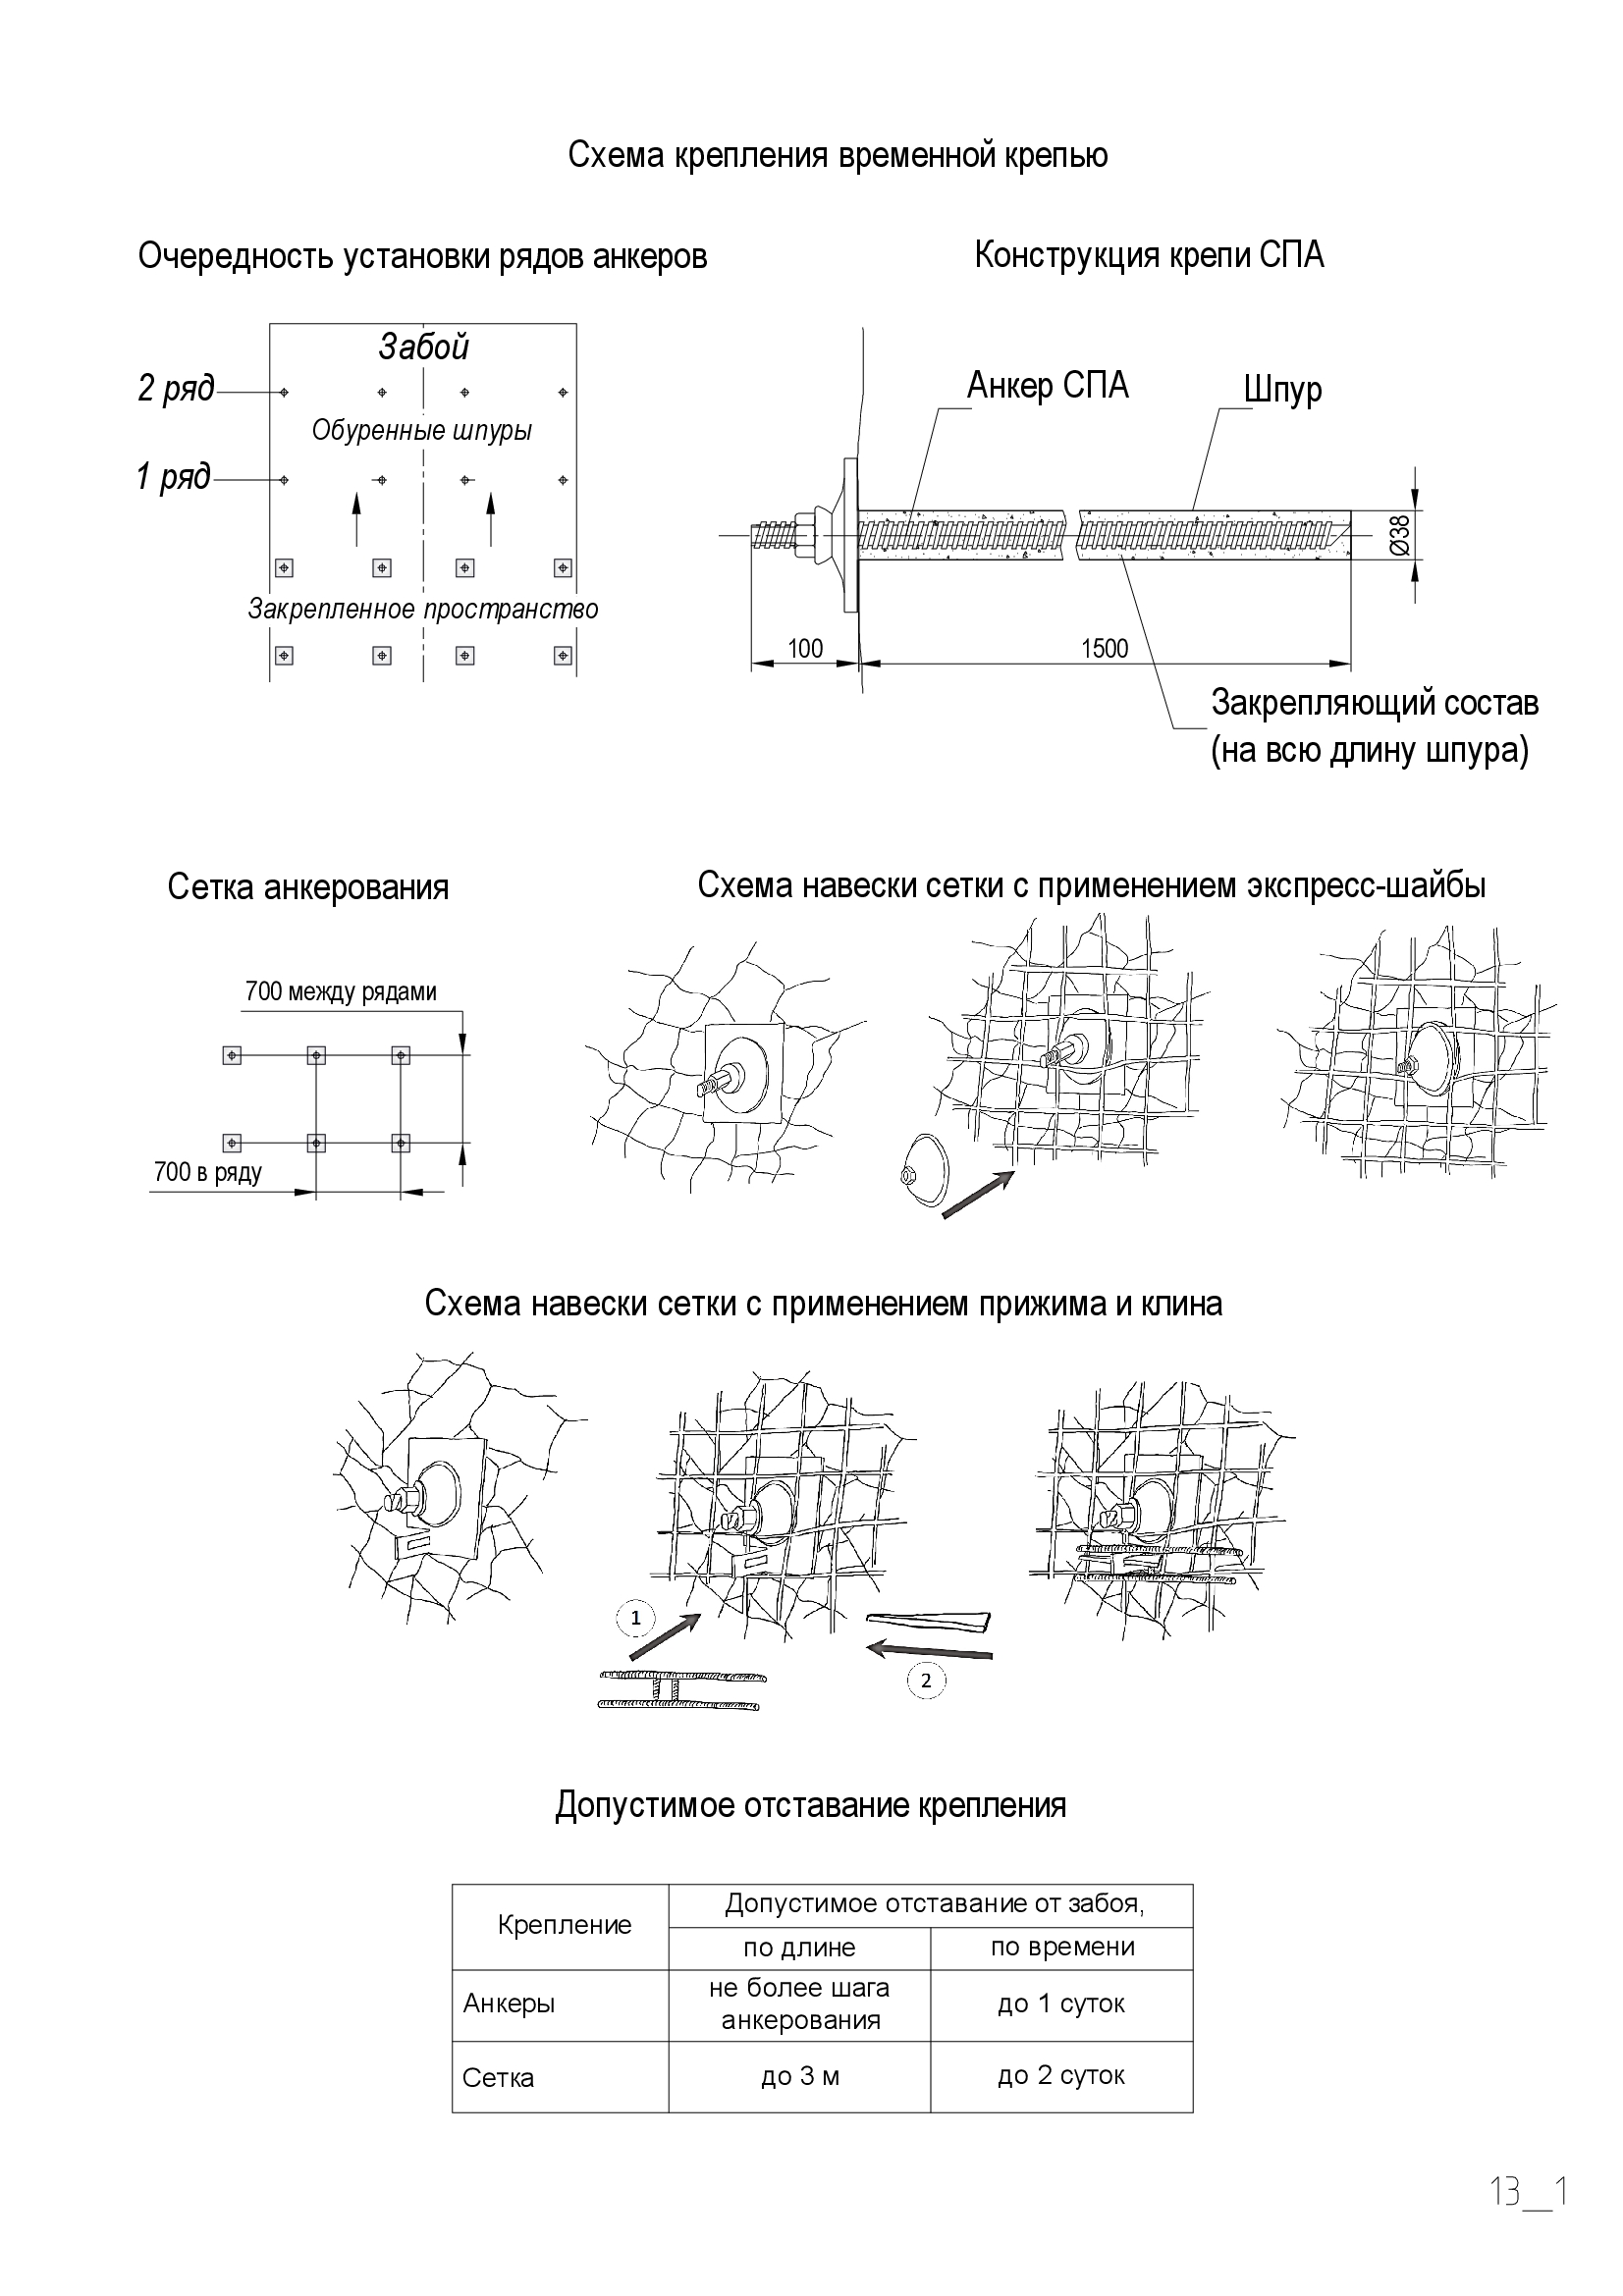 Схема крепления временной крепью
Очередность установки рядов анкеров
Забой
2 ряд
Обуренные шпуры
1 ряд
Закрепленное пространство
Конструкция крепи СПА
Анкер СПА
Шпур
Ø38
100
1500
Закрепляющий состав
(на всю длину шпура)
Сетка анкерования
700 между рядами
700 в ряду
Схема навески сетки с применением экспресс-шайбы
Схема навески сетки с применением прижима и клина
1
2
Допустимое отставание крепления
Крепление
Допустимое отставание от забоя,
по длине
по времени
Анкеры
не более шага
анкерования
до 1 суток
Сетка
до 3 м
до 2 суток
13__1